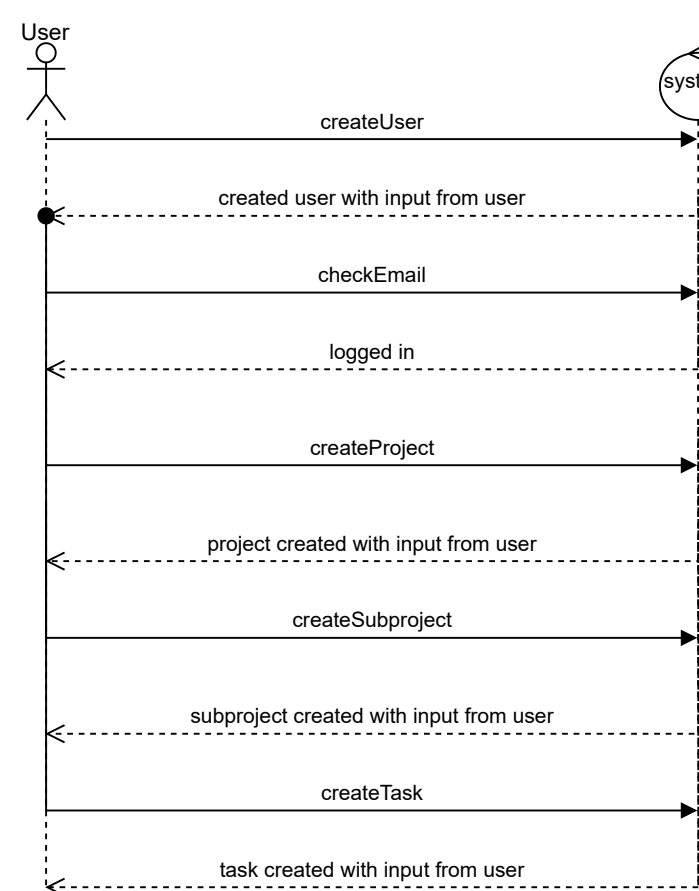 User
createUser
created user with input from user
checkEmail
logged in
createProject
project created with input from user
createSubproject
subproject created with input from user
createTask
task created with input from user